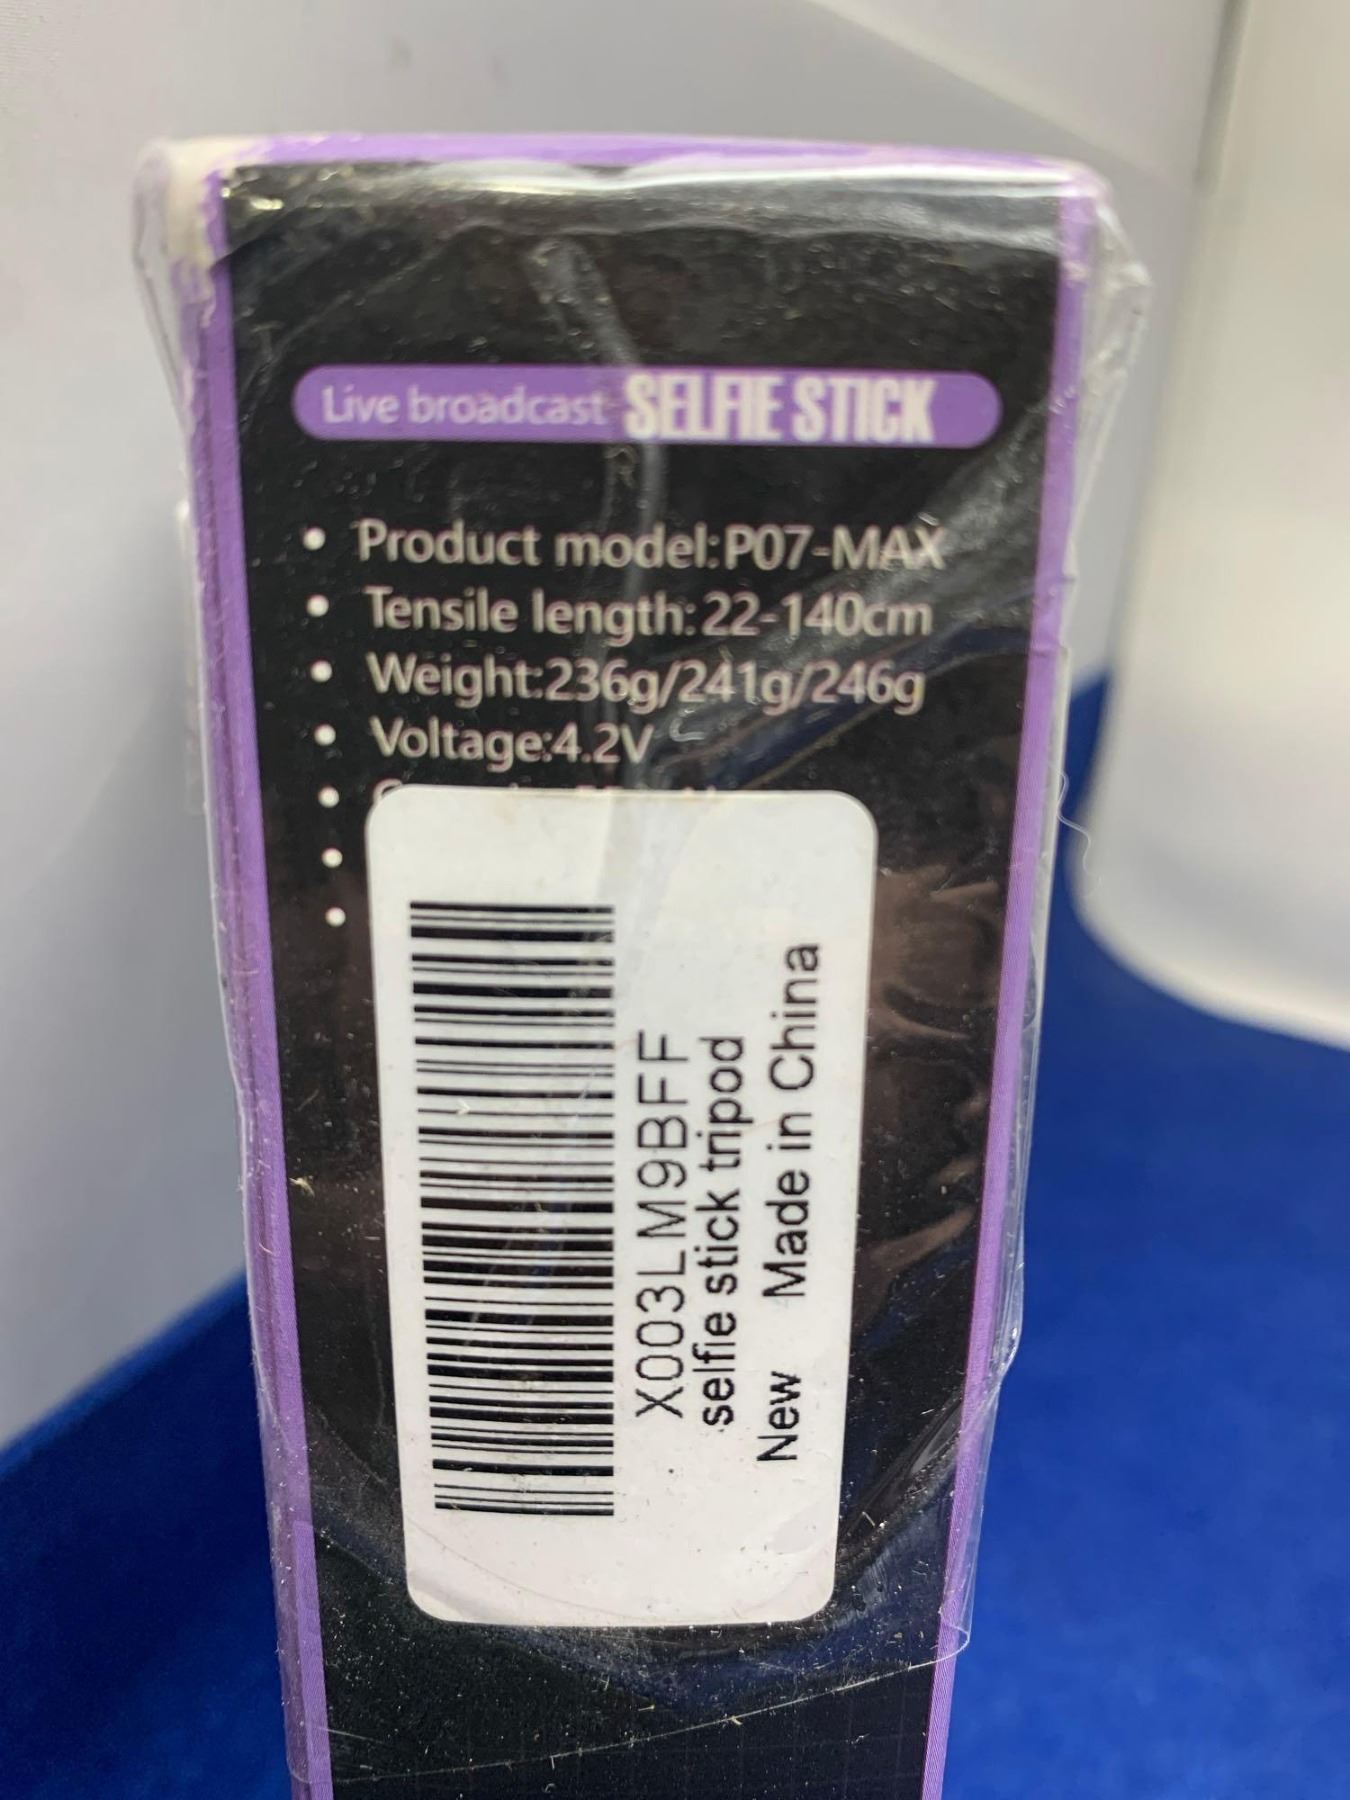 Live broadcast SELFIE STICK
• Product model:P07-MAX
• Tensile length:22-140cm
• Weight:236g/241g/246g
• Voltage:4.2V
X003LM9BFF
selfie stick tripod
New Made in China